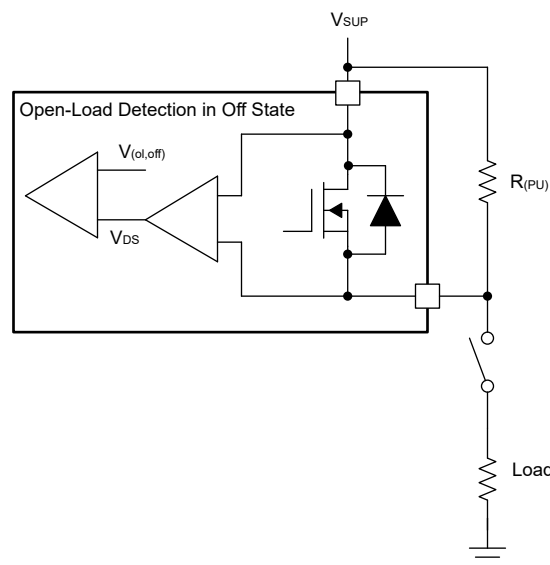 VSUP
Open-Load Detection in Off State
V(ol,off)
R(PU)
VDS
Load